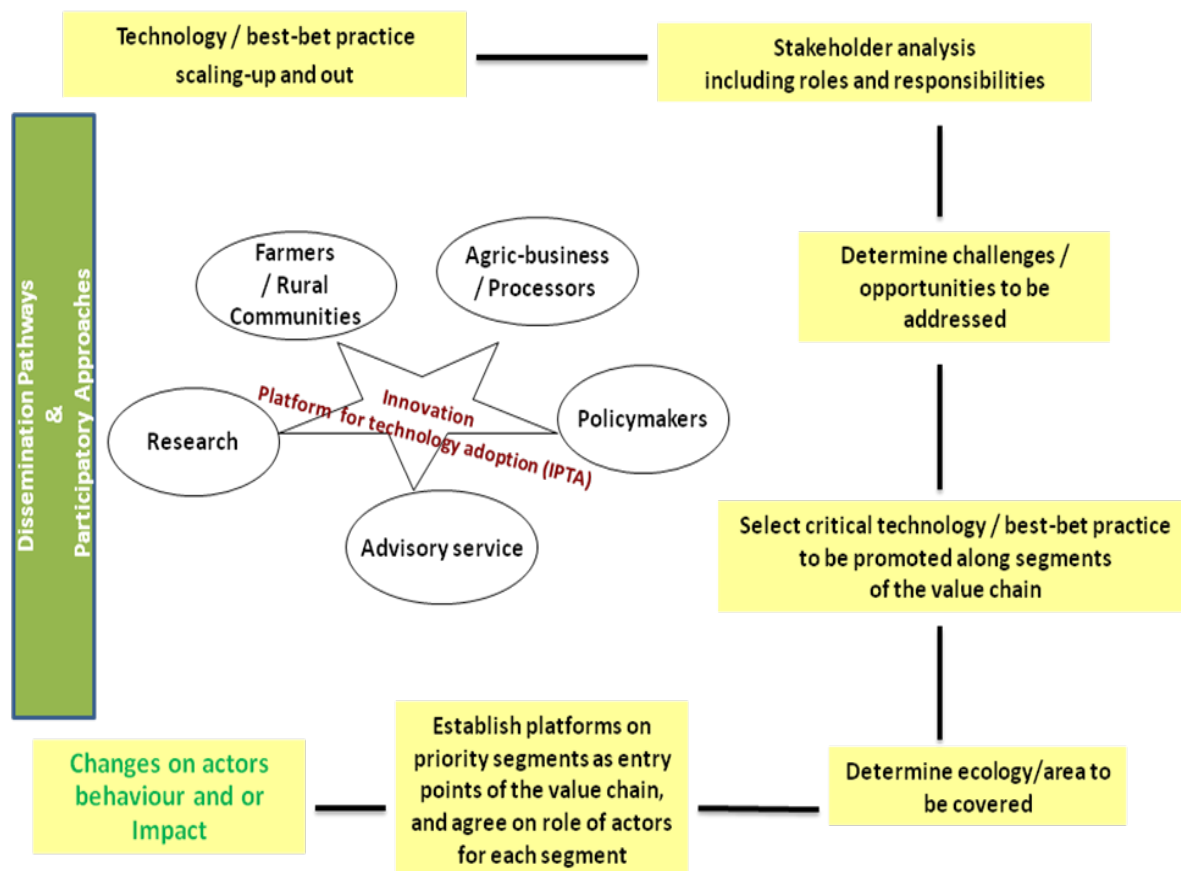 Technology / best-bet practice
scaling-up and out
Stakeholder analysis
including roles and responsibilities
Dissemination Pathways
&
Participatory Approaches
Farmers
/ Rural
Communities
Agric-business
/ Processors
Determine challenges /
opportunities to be
addressed
Innovation
Platform for technology adoption (IPTA)
Research
Policymakers
Advisory service
Select critical technology / best-bet practice
to be promoted along segments
of the value chain
Changes on actors
behaviour and or
Impact
Establish platforms on
priority segments as entry
points of the value chain,
and agree on role of actors
for each segment
Determine ecology/area to
be covered